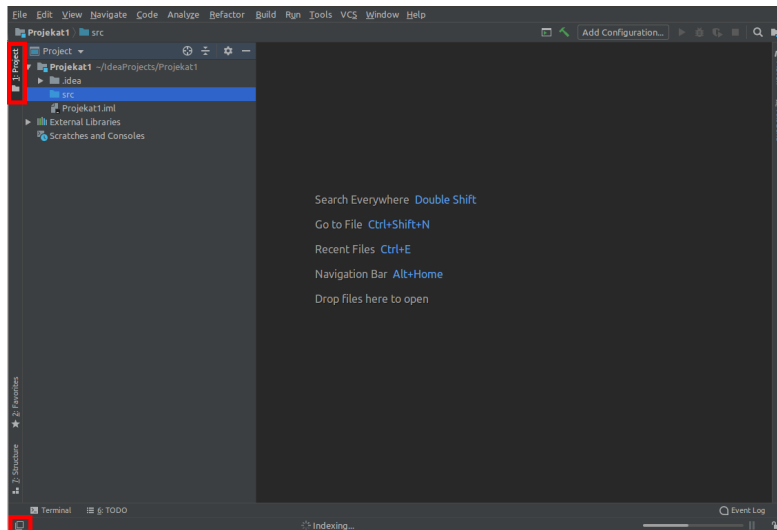 File Edit View Navigate Code Analyze Refactor Build Run Tools VCS Window Help
Projekat1 src Add Configuration...
1: Project
Project
Projekat1 ~/IdeaProjects/Projekat1
.idea
src
Projekat1.iml
External Libraries
Scratches and Consoles
Search Everywhere Double Shift
Go to File Ctrl+Shift+N
Recent Files Ctrl+E
Navigation Bar Alt+Home
Drop files here to open
2: Favorites
7: Structure
Terminal 6: TODO Event Log
Indexing...